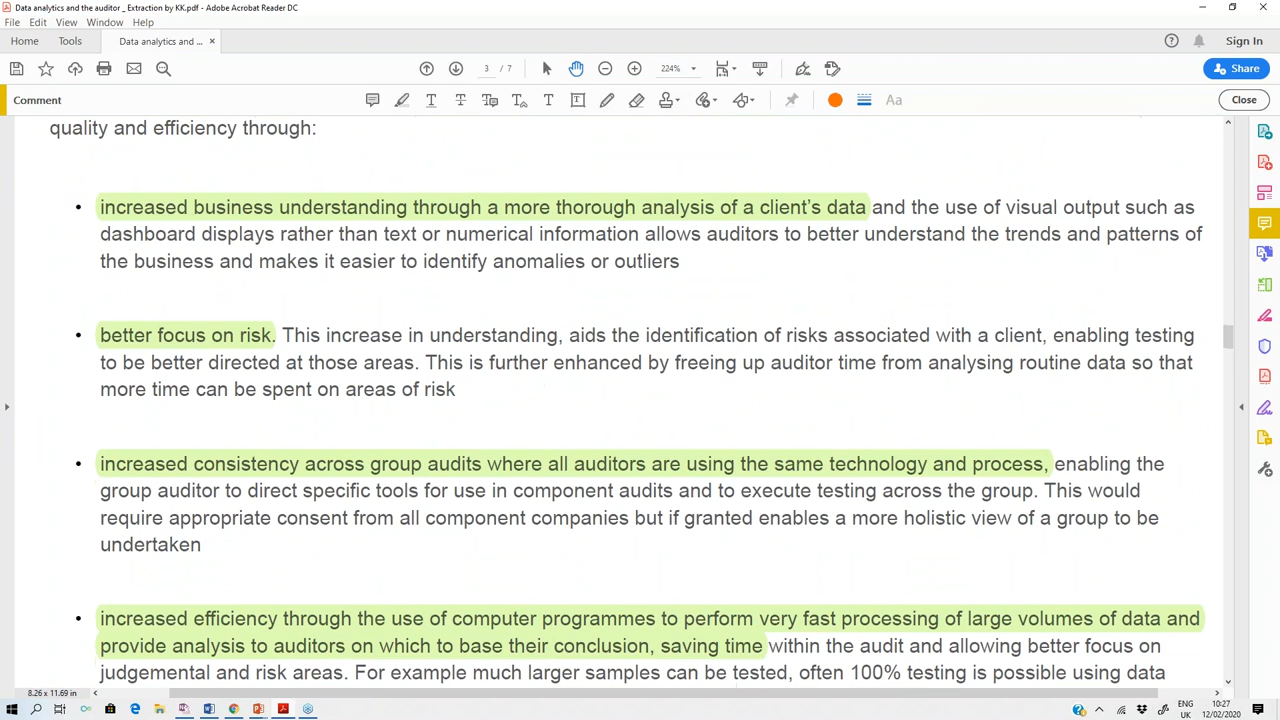 Data analytics and the auditor _ Extraction by KK.pdf - Adobe Acrobat Reader DC
File Edit View Window Help
Home Tools Data analytics and ... × Sign In
3 / 7 224% Share
Comment Aa Close
quality and efficiency through:
• increased business understanding through a more thorough analysis of a client’s data and the use of visual output such as
dashboard displays rather than text or numerical information allows auditors to better understand the trends and patterns of
the business and makes it easier to identify anomalies or outliers
• better focus on risk. This increase in understanding, aids the identification of risks associated with a client, enabling testing
to be better directed at those areas. This is further enhanced by freeing up auditor time from analysing routine data so that
more time can be spent on areas of risk
• increased consistency across group audits where all auditors are using the same technology and process, enabling the
group auditor to direct specific tools for use in component audits and to execute testing across the group. This would
require appropriate consent from all component companies but if granted enables a more holistic view of a group to be
undertaken
• increased efficiency through the use of computer programmes to perform very fast processing of large volumes of data and
provide analysis to auditors on which to base their conclusion, saving time within the audit and allowing better focus on
judgemental and risk areas. For example much larger samples can be tested, often 100% testing is possible using data
8.26 x 11.69 in
ENG 10:27
UK 12/02/2020